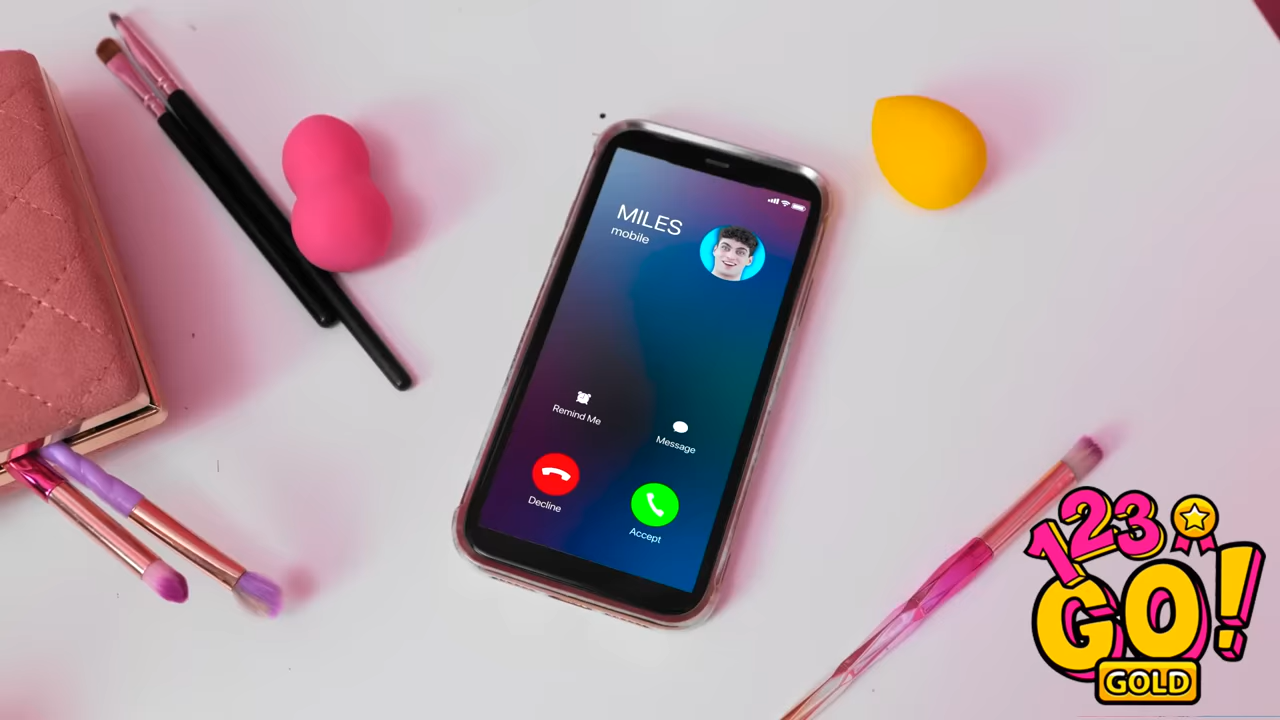 MILES
mobile
Remind Me
Message
Decline
Accept
123
GO!
GOLD